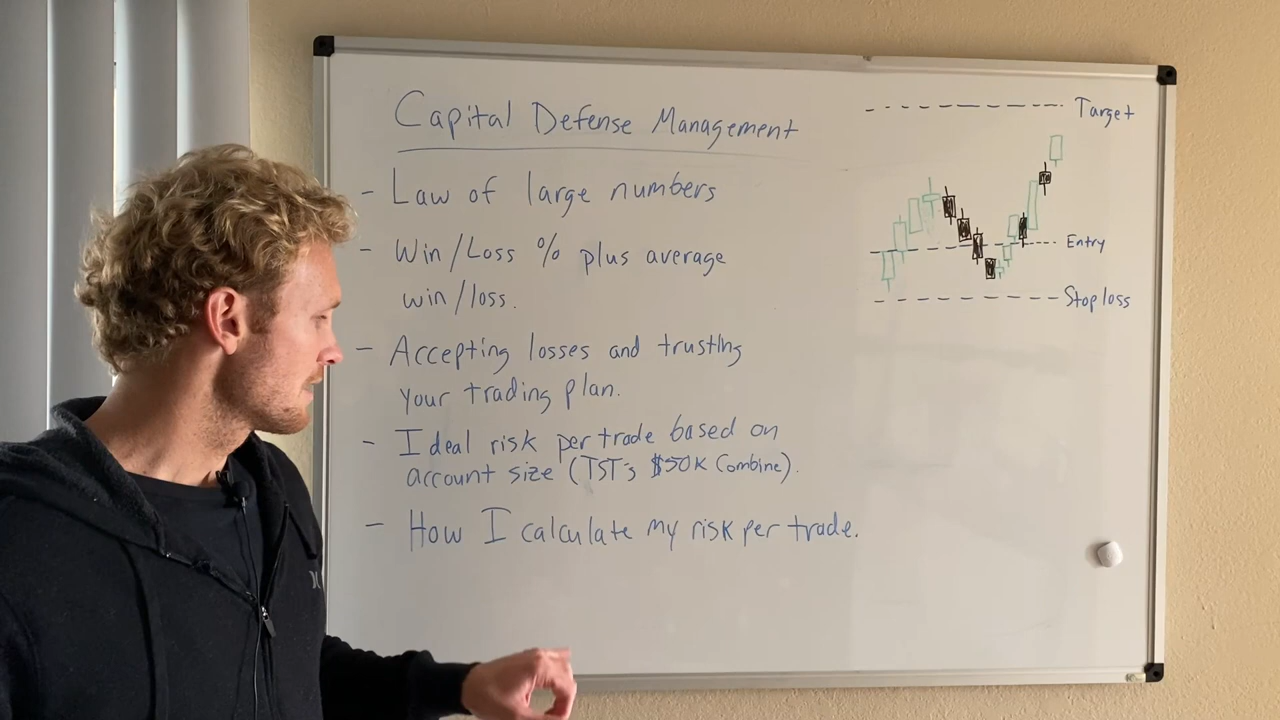 Capital Defense Management
- Law of large numbers
- Win/Loss % plus average
win/loss.
- Accepting losses and trusting
your trading plan.
- Ideal risk per trade based on
account size (TST's $50K Combine).
- How I calculate my risk per trade.
Target
Entry
Stop loss